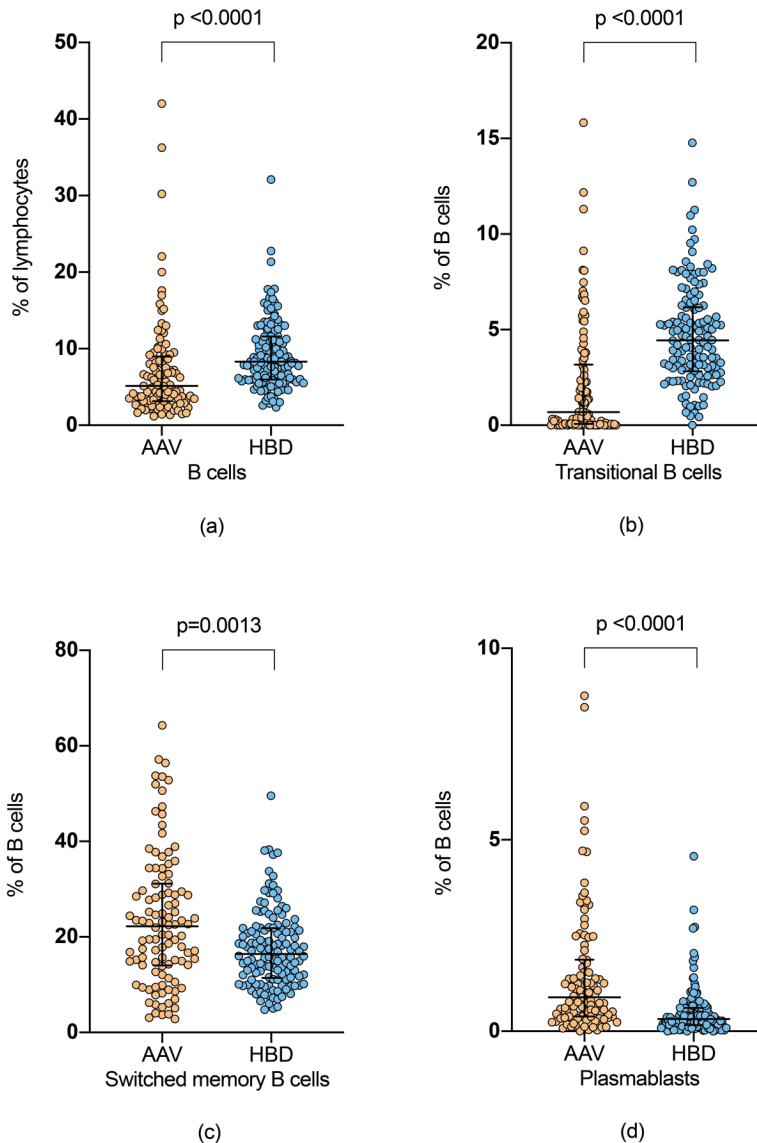 p <0.0001
50
40
30
20
10
0
% of lymphocytes
AAV
HBD
B cells
(a)
p <0.0001
20
15
10
5
0
% of B cells
AAV
HBD
Transitional B cells
(b)
p=0.0013
80
60
40
20
0
% of B cells
AAV
HBD
Switched memory B cells
(c)
p <0.0001
10
5
0
% of B cells
AAV
HBD
Plasmablasts
(d)